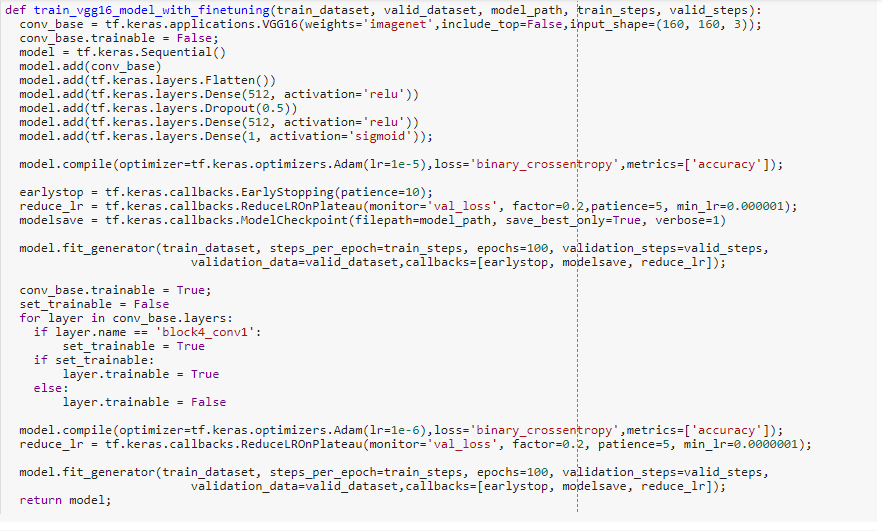 def train_vgg16_model_with_finetuning(train_dataset, valid_dataset, model_path, train_steps, valid_steps):
  conv_base = tf.keras.applications.VGG16(weights='imagenet',include_top=False,input_shape=(160, 160, 3));
  conv_base.trainable = False;
  model = tf.keras.Sequential()
  model.add(conv_base)
  model.add(tf.keras.layers.Flatten())
  model.add(tf.keras.layers.Dense(512, activation='relu'))
  model.add(tf.keras.layers.Dropout(0.5))
  model.add(tf.keras.layers.Dense(512, activation='relu'))
  model.add(tf.keras.layers.Dense(1, activation='sigmoid'));

  model.compile(optimizer=tf.keras.optimizers.Adam(lr=1e-5),loss='binary_crossentropy',metrics=['accuracy']);

  earlystop = tf.keras.callbacks.EarlyStopping(patience=10);
  reduce_lr = tf.keras.callbacks.ReduceLROnPlateau(monitor='val_loss', factor=0.2,patience=5, min_lr=0.000001);
  modelsave = tf.keras.callbacks.ModelCheckpoint(filepath=model_path, save_best_only=True, verbose=1)

  model.fit_generator(train_dataset, steps_per_epoch=train_steps, epochs=100, validation_steps=valid_steps,
                          validation_data=valid_dataset,callbacks=[earlystop, modelsave, reduce_lr]);

  conv_base.trainable = True;
  set_trainable = False
  for layer in conv_base.layers:
    if layer.name == 'block4_conv1':
        set_trainable = True
    if set_trainable:
        layer.trainable = True
    else:
        layer.trainable = False

  model.compile(optimizer=tf.keras.optimizers.Adam(lr=1e-6),loss='binary_crossentropy',metrics=['accuracy']);
  reduce_lr = tf.keras.callbacks.ReduceLROnPlateau(monitor='val_loss', factor=0.2, patience=5, min_lr=0.0000001);

  model.fit_generator(train_dataset, steps_per_epoch=train_steps, epochs=100, validation_steps=valid_steps,
                          validation_data=valid_dataset,callbacks=[earlystop, modelsave, reduce_lr]);
  return model;